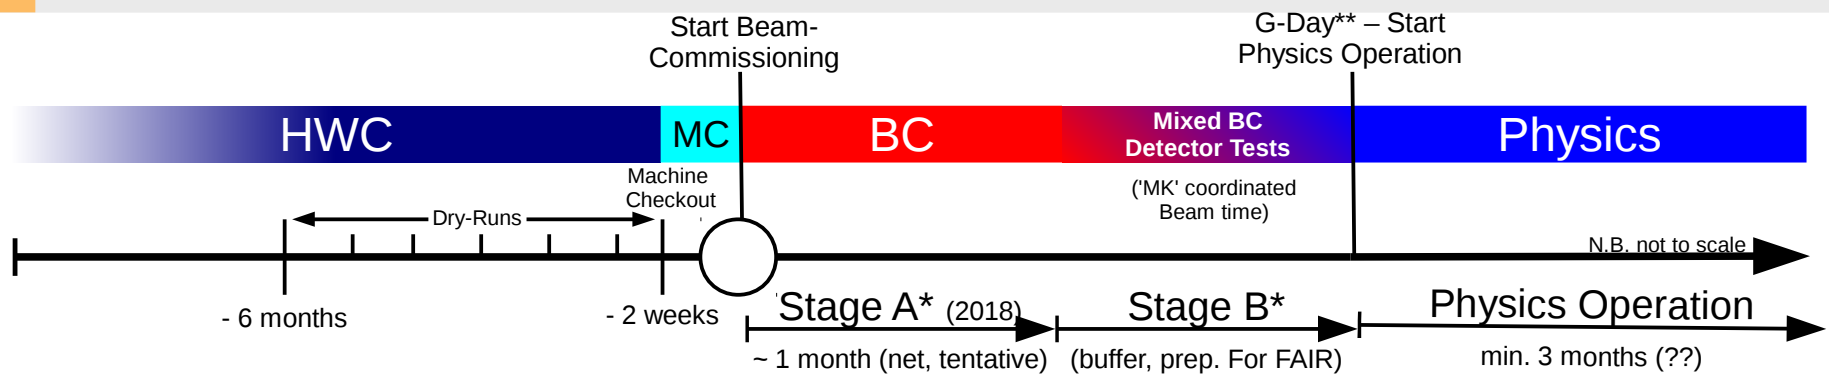 Start Beam-
Commissioning
G-Day** – Start
Physics Operation
HWC
MC
BC
Mixed BC
Detector Tests
Physics
Machine
Checkout
('MK' coordinated
Beam time)
Dry-Runs
N.B. not to scale
- 6 months
- 2 weeks
Stage A* (2018)
Stage B*
Physics Operation
~ 1 month (net, tentative)
(buffer, prep. For FAIR)
min. 3 months (??)